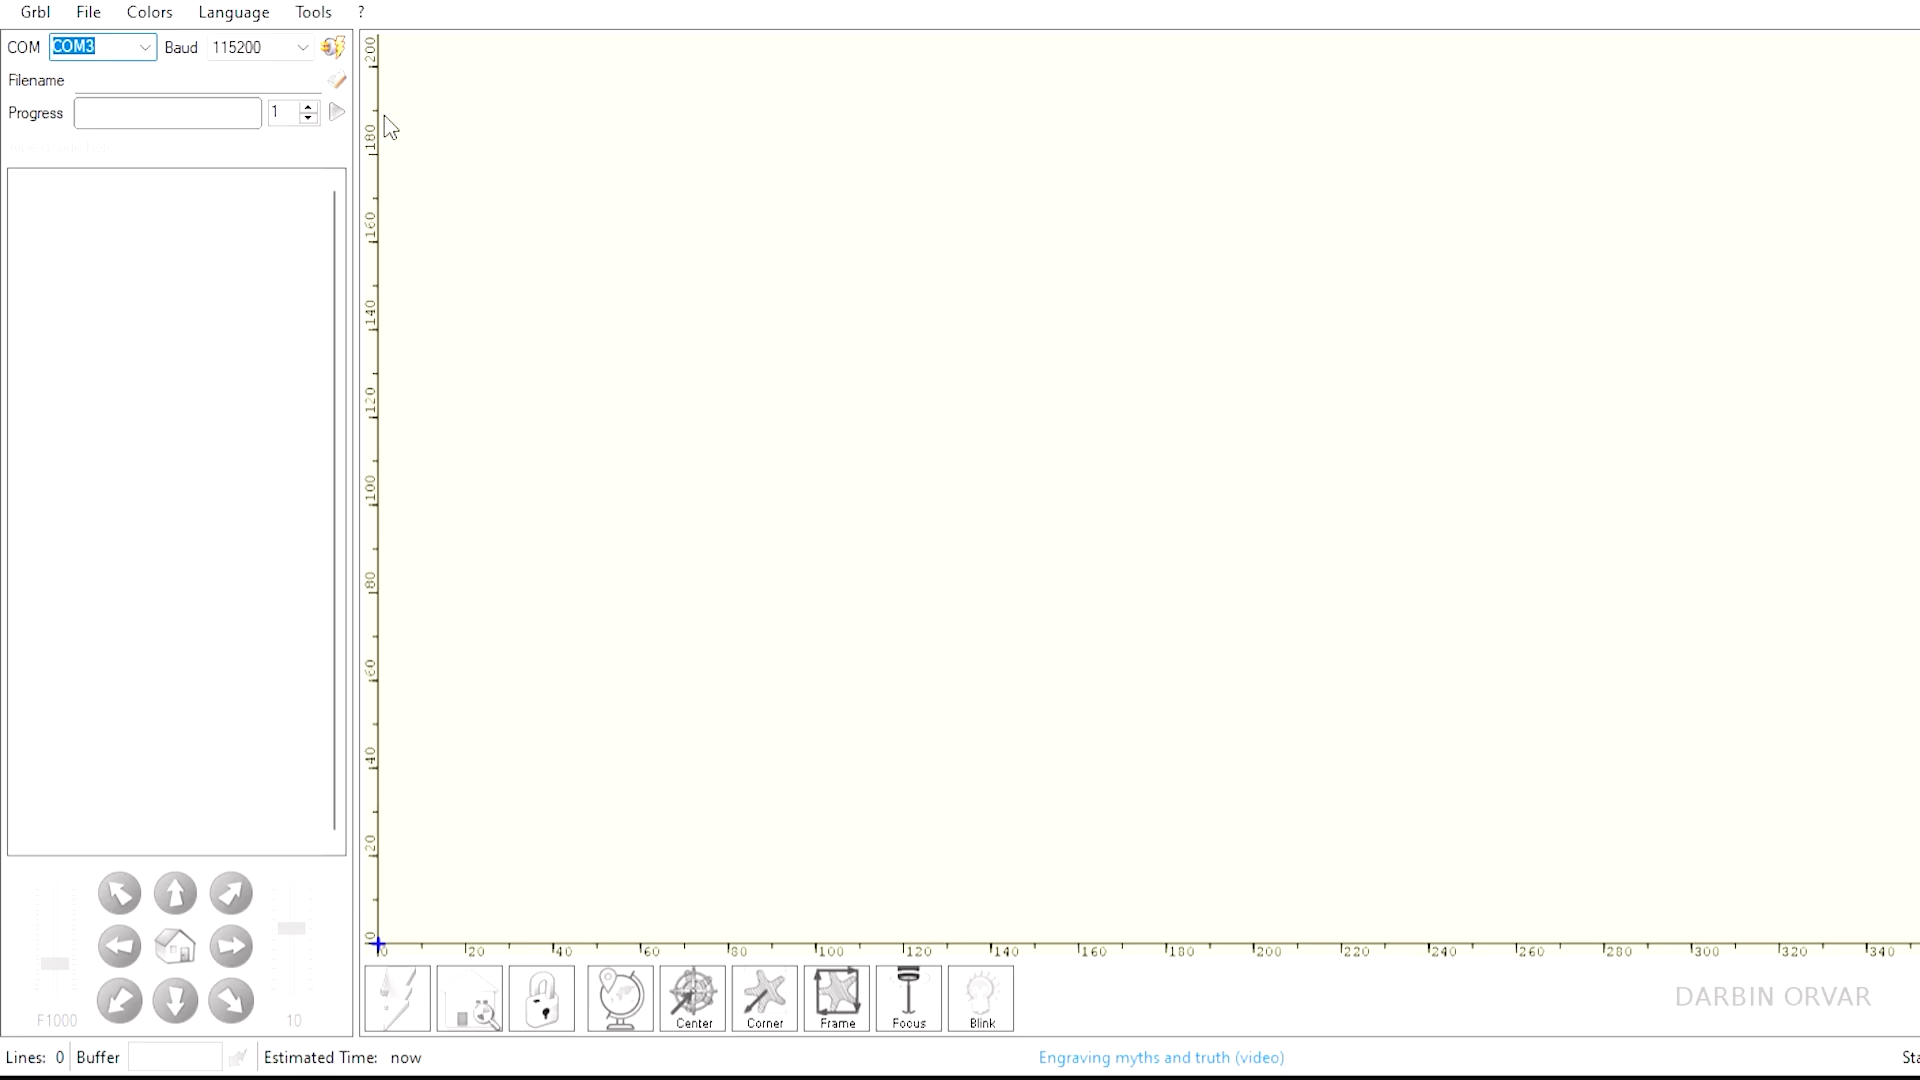 Grbl File Colors Language Tools ?
COM COM3 Baud 115200
Filename
Progress 1
200
180
160
140
120
100
80
60
40
20
0
0 20 40 60 80 100 120 140 160 180 200 220 240 260 280 300 320 340
F1000 10
Center Corner Frame Focus Blink
DARBIN ORVAR
Lines: 0 Buffer Estimated Time: now Engraving myths and truth (video) Sta